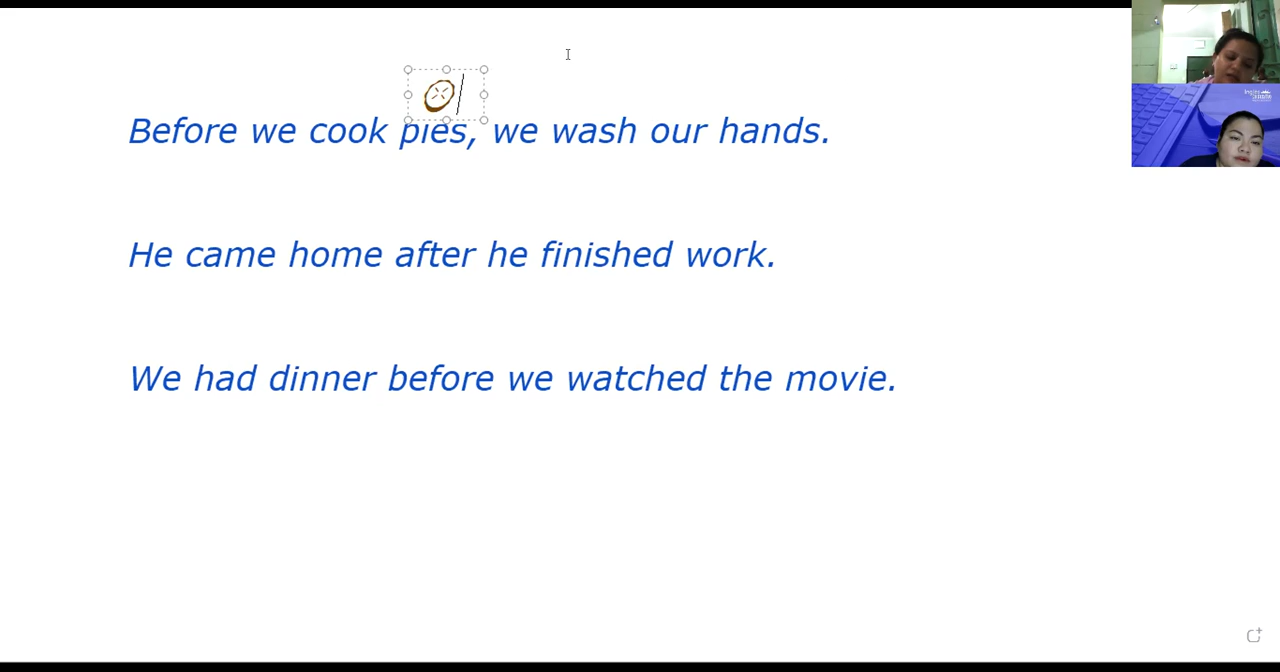 Before we cook pies, we wash our hands.
He came home after he finished work.
We had dinner before we watched the movie.